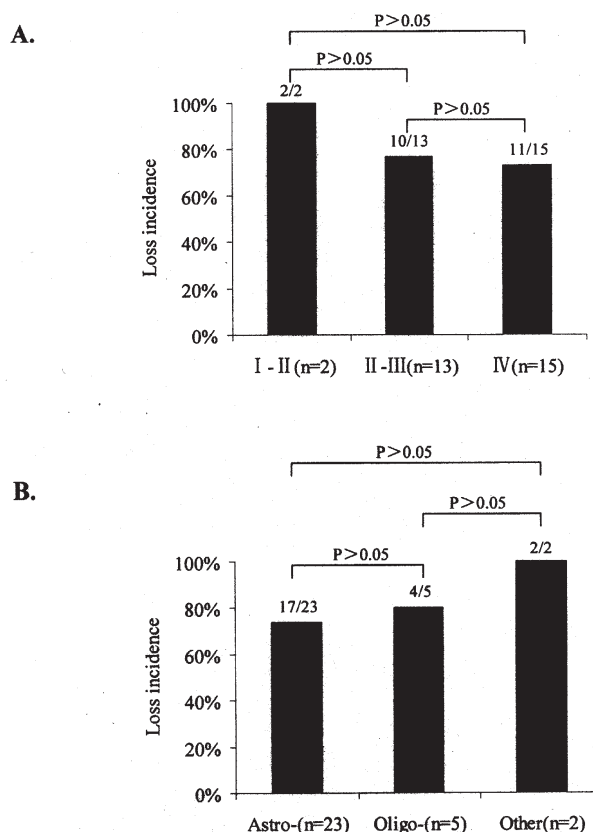 A.
P>0.05
P>0.05
P>0.05
2/2
10/13
11/15
100%
80%
60%
40%
20%
0%
Loss incidence
Ⅰ - Ⅱ(n=2) Ⅱ -Ⅲ(n=13) Ⅳ(n=15)
B.
P>0.05
P>0.05
P>0.05
2/2
4/5
17/23
100%
80%
60%
40%
20%
0%
Loss incidence
Astro-(n=23) Oligo-(n=5) Other(n=2)